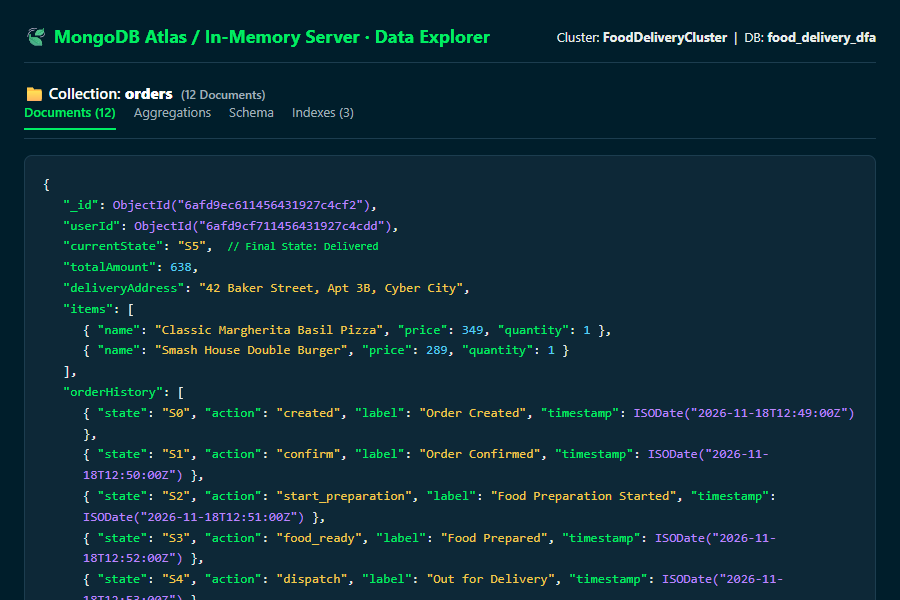 MongoDB Atlas / In-Memory Server · Data Explorer
Cluster: FoodDeliveryCluster | DB: food_delivery_dfa
Collection: orders (12 Documents)
Documents (12) Aggregations Schema Indexes (3)
{
"_id": ObjectId("6afd9ec611456431927c4cf2"),
"userId": ObjectId("6afd9cf711456431927c4cdd"),
"currentState": "S5", // Final State: Delivered
"totalAmount": 638,
"deliveryAddress": "42 Baker Street, Apt 3B, Cyber City",
"items": [
{ "name": "Classic Margherita Basil Pizza", "price": 349, "quantity": 1 },
{ "name": "Smash House Double Burger", "price": 289, "quantity": 1 }
],
"orderHistory": [
{ "state": "S0", "action": "created", "label": "Order Created", "timestamp": ISODate("2026-11-18T12:49:00Z")
},
{ "state": "S1", "action": "confirm", "label": "Order Confirmed", "timestamp": ISODate("2026-11-
18T12:50:00Z") },
{ "state": "S2", "action": "start_preparation", "label": "Food Preparation Started", "timestamp":
ISODate("2026-11-18T12:51:00Z") },
{ "state": "S3", "action": "food_ready", "label": "Food Prepared", "timestamp": ISODate("2026-11-
18T12:52:00Z") },
{ "state": "S4", "action": "dispatch", "label": "Out for Delivery", "timestamp": ISODate("2026-11-
18T12:53:00Z") }